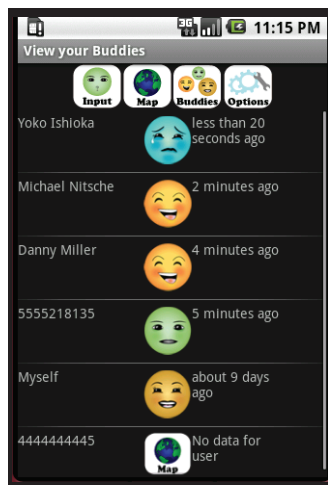 3G 11:15 PM
View your Buddies
Input Map Buddies Options
Yoko Ishioka less than 20
seconds ago
Michael Nitsche 2 minutes ago
Danny Miller 4 minutes ago
5555218135 5 minutes ago
Myself about 9 days
ago
4444444445 No data for
user
Map